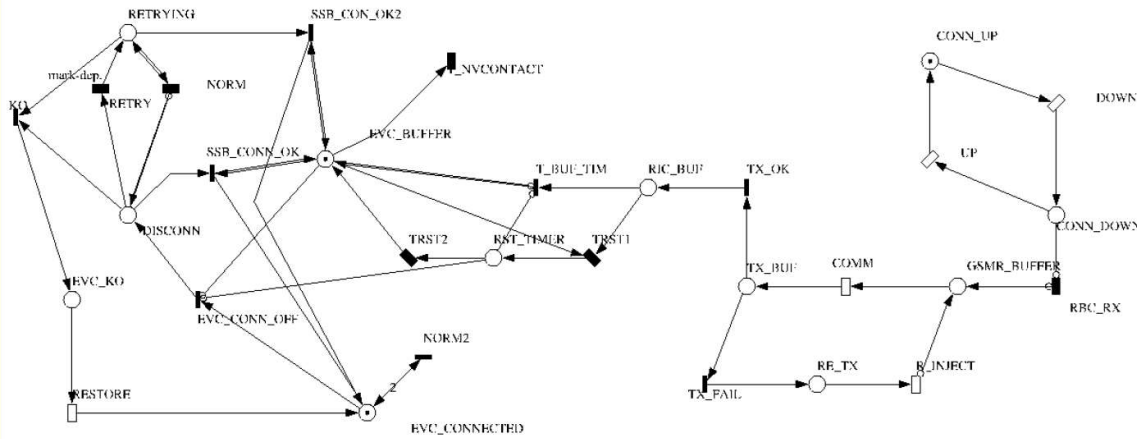 RETRYING
SSB_CON_OK2
CONN_UP
mark-dep.
NORM
T_NVCONTACT
DOWN
KO
RETRY
EVC_BUFFER
UP
SSB_CONN_OK
T_BUF_TIM
RIC_BUF
TX_OK
DISCONN
CONN_DOWN
TRST2
RST_TIMER
TRST1
EVC_KO
TX_BUF
COMM
GSMR_BUFFER
EVC_CONN_OFF
RBC_RX
NORM2
RE_TX
R_INJECT
RESTORE
2
TX_FAIL
EVC_CONNECTED